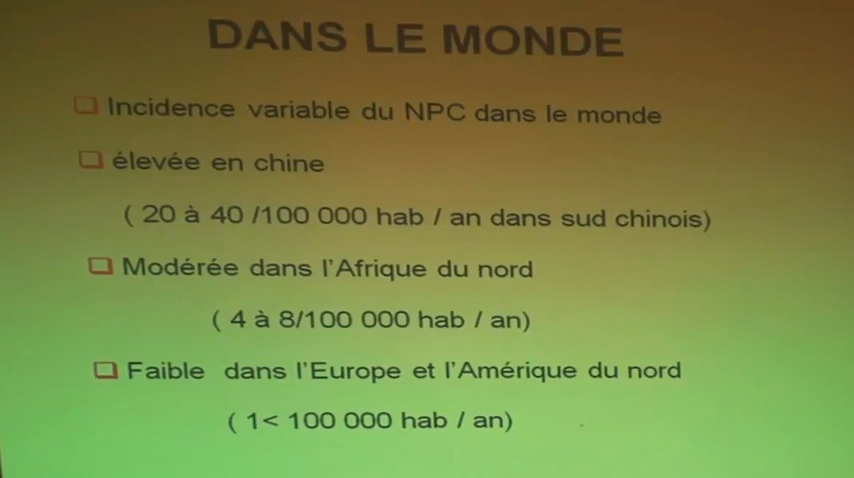 DANS LE MONDE
Incidence variable du NPC dans le monde
élevée en chine
( 20 à 40 /100 000 hab / an dans sud chinois)
Modérée dans l'Afrique du nord
( 4 à 8/100 000 hab / an)
Faible dans l'Europe et l'Amérique du nord
( 1< 100 000 hab / an)